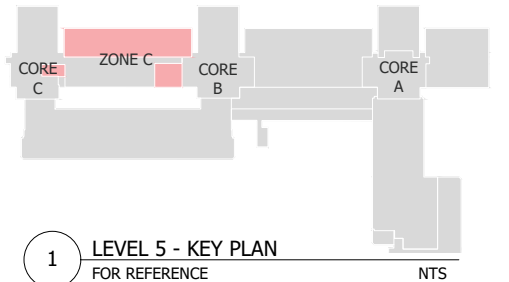 ZONE C
CORE
C
CORE
B
CORE
A
1
LEVEL 5 - KEY PLAN
FOR REFERENCE NTS